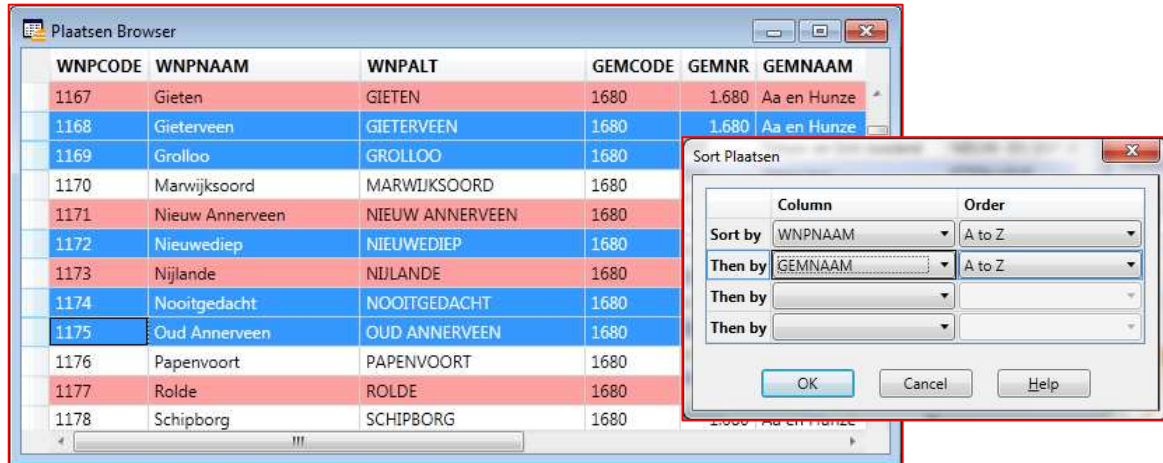 Plaatsen Browser
WNPCODE WNPNAAM WNPALT GEMCODE GEMNR GEMNAAM
1167 Gieten GIETEN 1680 1.680 Aa en Hunze
1168 Gieterveen GIETERVEEN 1680 1.680 Aa en Hunze
1169 Grolloo GROLLOO 1680
1170 Marwijksoord MARWIJKSOORD 1680
1171 Nieuw Annerveen NIEUW ANNERVEEN 1680
1172 Nieuwediep NIEUWEDIEP 1680
1173 Nijlande NIJLANDE 1680
1174 Nooitgedacht NOOITGEDACHT 1680
1175 Oud Annerveen OUD ANNERVEEN 1680
1176 Papenvoort PAPENVOORT 1680
1177 Rolde ROLDE 1680
1178 Schipborg SCHIPBORG 1680
Sort Plaatsen
Column Order
Sort by WNPNAAM A to Z
Then by GEMNAAM A to Z
Then by
Then by
OK Cancel Help